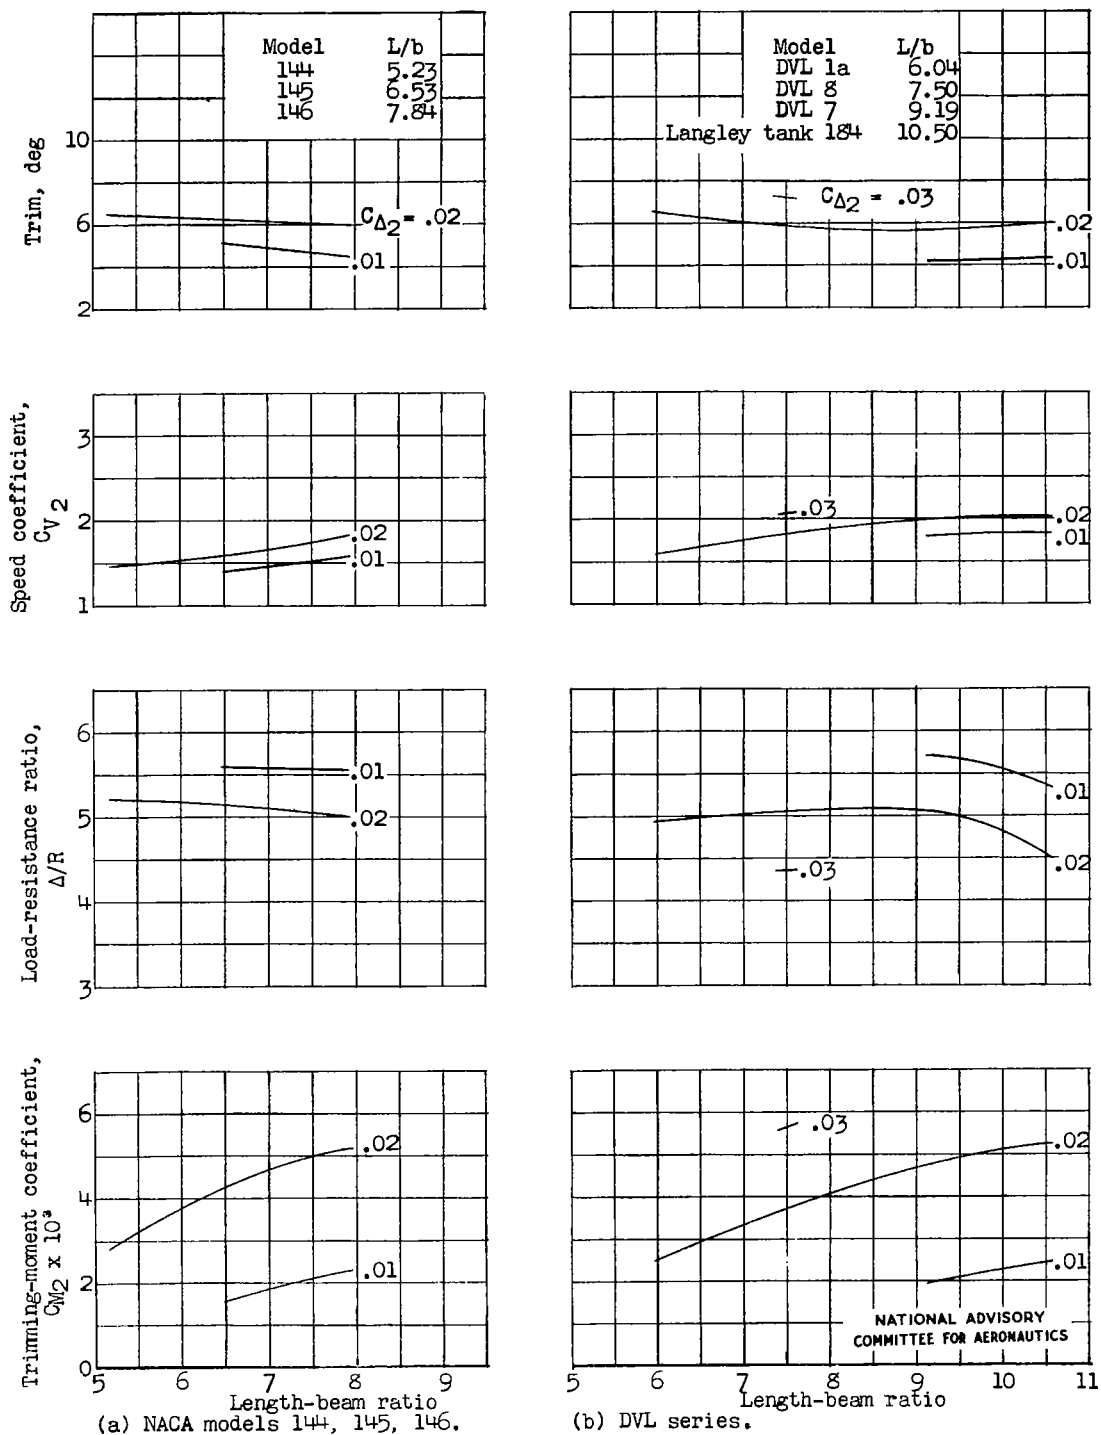 Model L/b
144 5.23
145 6.53
146 7.84
Model L/b
DVL 1a 6.04
DVL 8 7.50
DVL 7 9.19
Langley tank 184 10.50
Trim, deg
10
6
2
C∆2 = .02
.01
C∆2 = .03
.02
.01
Speed coefficient,
CV2
3
2
1
.02
.01
.03
.02
.01
Load-resistance ratio,
∆/R
6
5
4
3
.01
.02
.03
.01
.02
Trimming-moment coefficient,
CM2 x 10³
6
4
2
0
.02
.01
.03
.02
.01
NATIONAL ADVISORY
COMMITTEE FOR AERONAUTICS
5 6 7 8 9
Length-beam ratio
(a) NACA models 144, 145, 146.
5 6 7 8 9 10 11
Length-beam ratio
(b) DVL series.